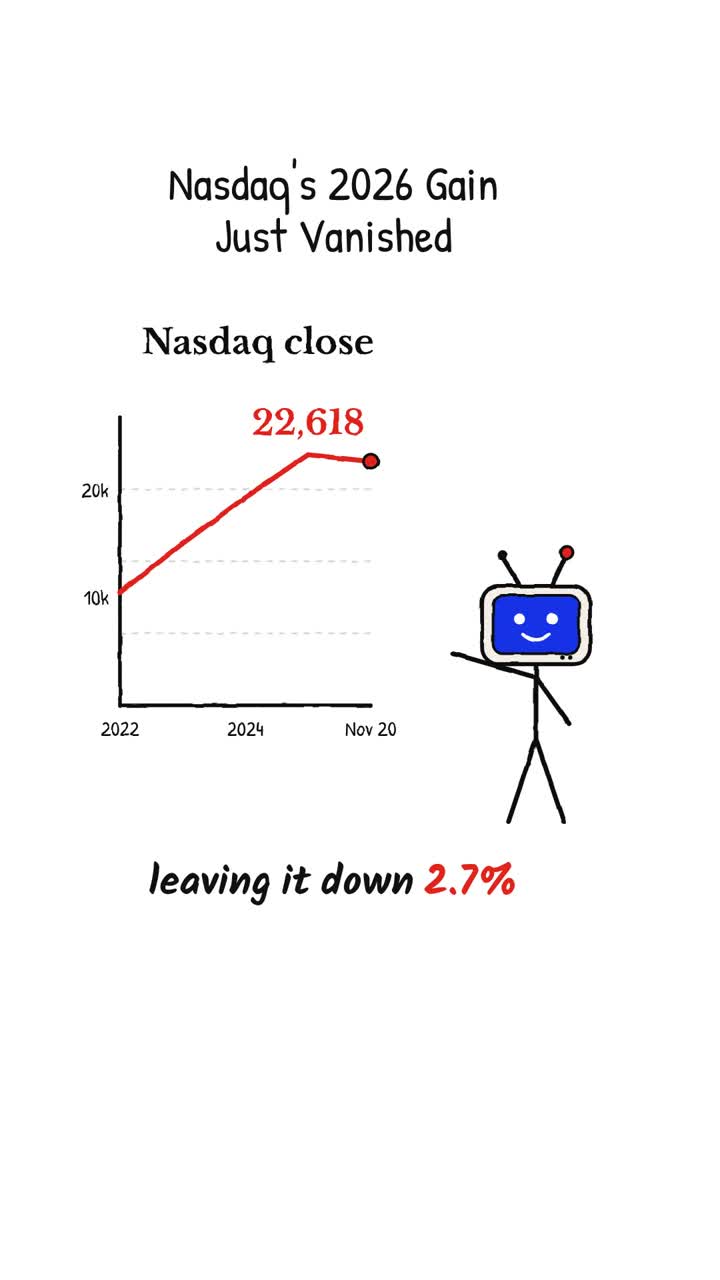 Nasdaq's 2026 Gain
Just Vanished
Nasdaq close
22,618
20k
10k
2022
2024
Nov 20
leaving it down 2.7%